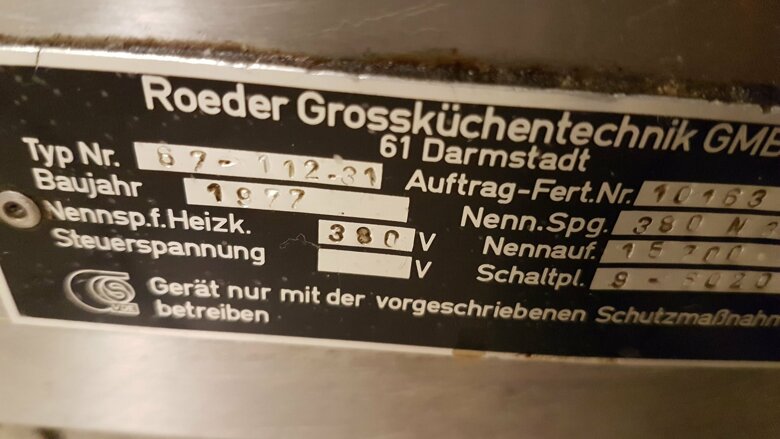 Roeder Grossküchentechnik GMB
61 Darmstadt
Typ Nr. 67-112-31
Baujahr 1977
Nennsp.f.Heizk. 380 V
Steuerspannung V
Auftrag-Fert.Nr. 10163
Nenn.Spg. 380 N
Nennauf.
Schaltpl.
Gerät nur mit der vorgeschriebenen Schutzmaßnahm
betreiben